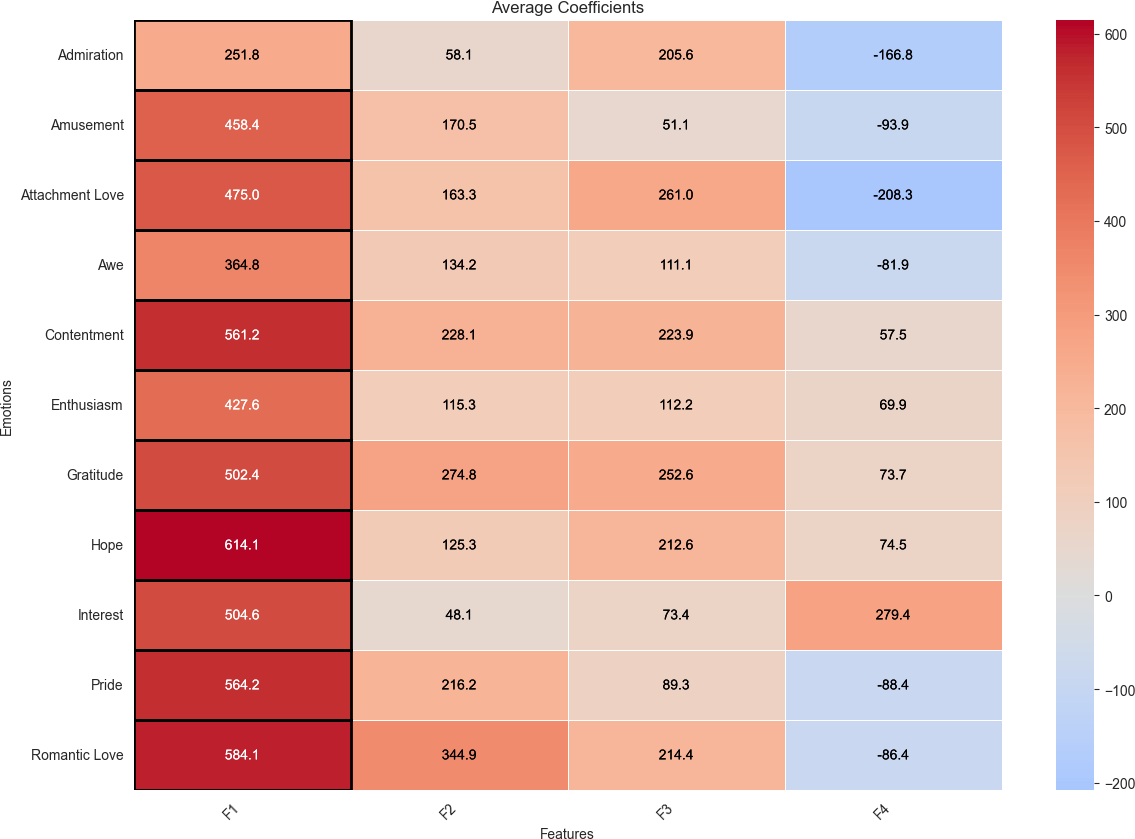 Average Coefficients
Admiration 251.8 58.1 205.6 -166.8
Amusement 458.4 170.5 51.1 -93.9
Attachment Love 475.0 163.3 261.0 -208.3
Awe 364.8 134.2 111.1 -81.9
Contentment 561.2 228.1 223.9 57.5
Enthusiasm 427.6 115.3 112.2 69.9
Gratitude 502.4 274.8 252.6 73.7
Hope 614.1 125.3 212.6 74.5
Interest 504.6 48.1 73.4 279.4
Pride 564.2 216.2 89.3 -88.4
Romantic Love 584.1 344.9 214.4 -86.4
F1 F2 F3 F4
Features
Emotions
600
500
400
300
200
100
0
−100
−200